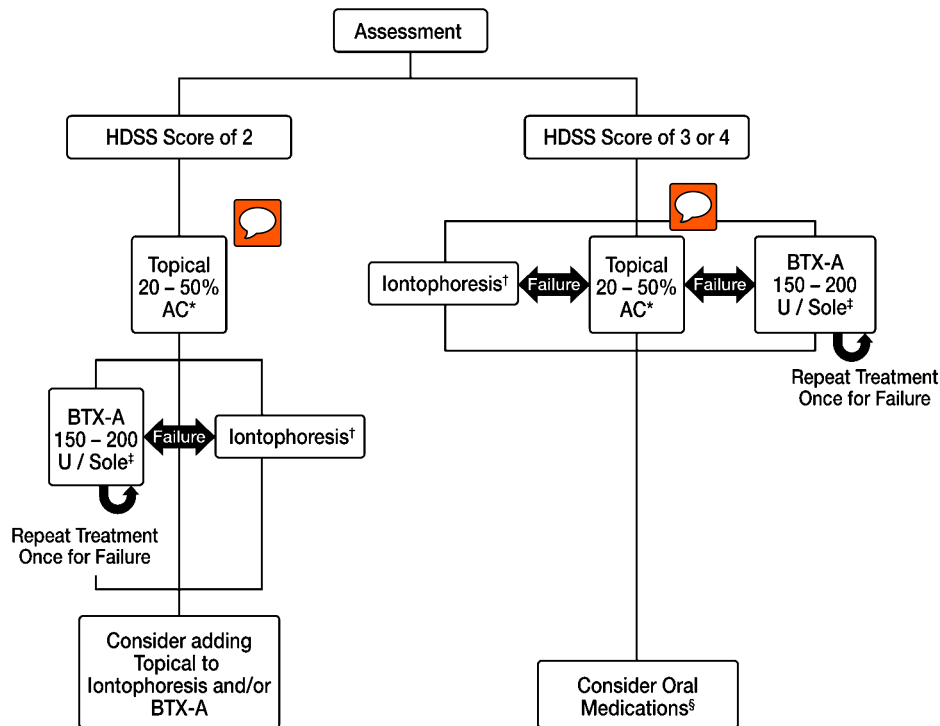 Assessment
HDSS Score of 2
HDSS Score of 3 or 4
Topical
20 – 50%
AC*
Iontophoresis†
Failure
Topical
20 – 50%
AC*
Failure
BTX-A
150 – 200
U / Sole‡
Repeat Treatment
Once for Failure
BTX-A
150 – 200
U / Sole‡
Failure
Iontophoresis†
Repeat Treatment
Once for Failure
Consider adding
Topical to
Iontophoresis and/or
BTX-A
Consider Oral
Medications§